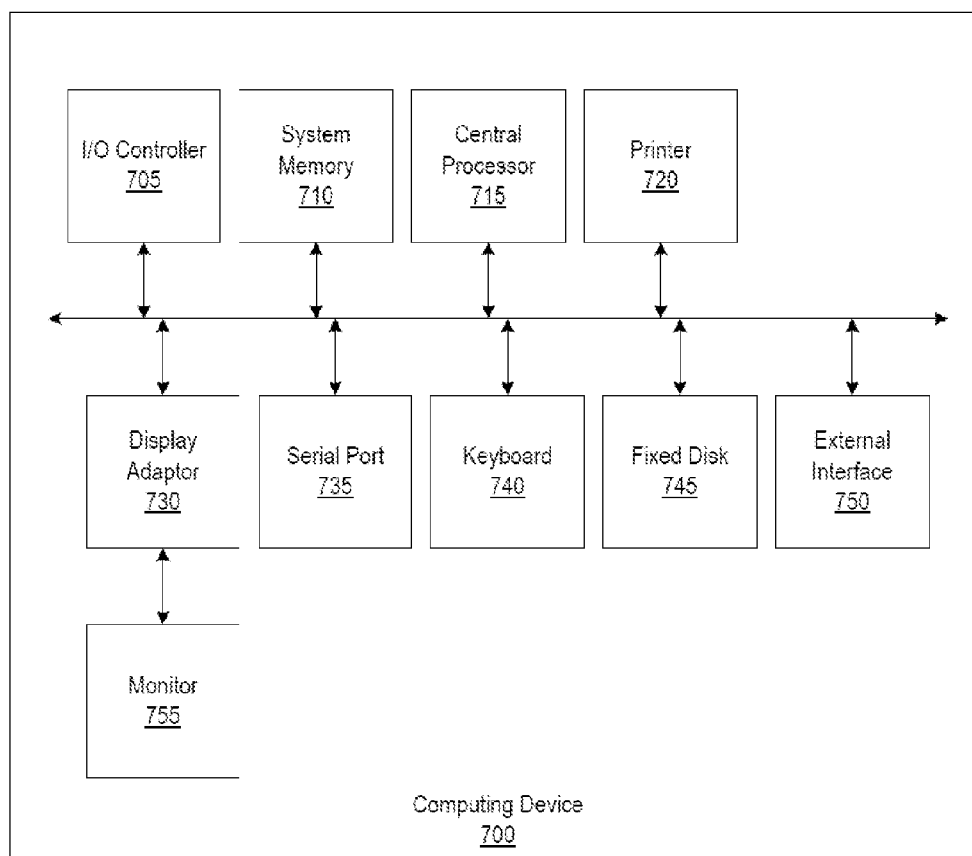 I/O Controller
705
System
Memory
710
Central
Processor
715
Printer
720
Display
Adaptor
730
Serial Port
735
Keyboard
740
Fixed Disk
745
External
Interface
750
Monitor
755
Computing Device
700